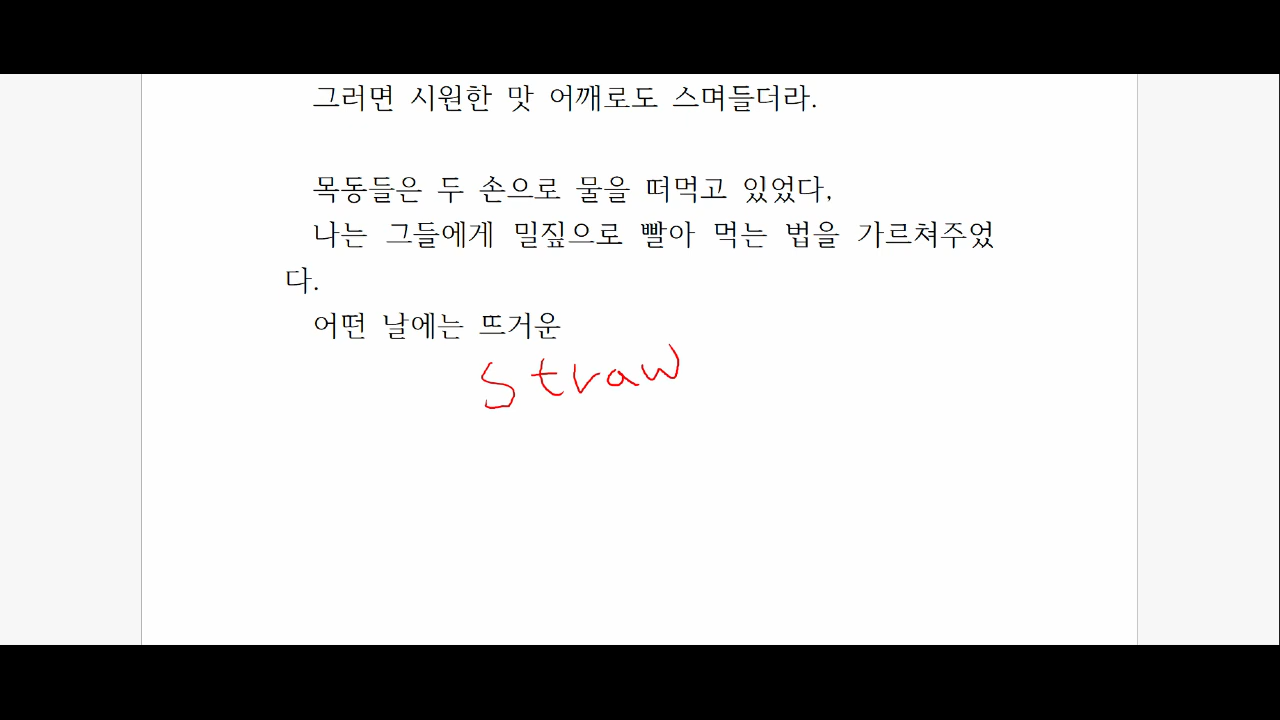 그러면 시원한 맛 어깨로도 스며들더라.
목동들은 두 손으로 물을 떠먹고 있었다,
나는 그들에게 밀짚으로 빨아 먹는 법을 가르쳐주었
다.
어떤 날에는 뜨거운
straw